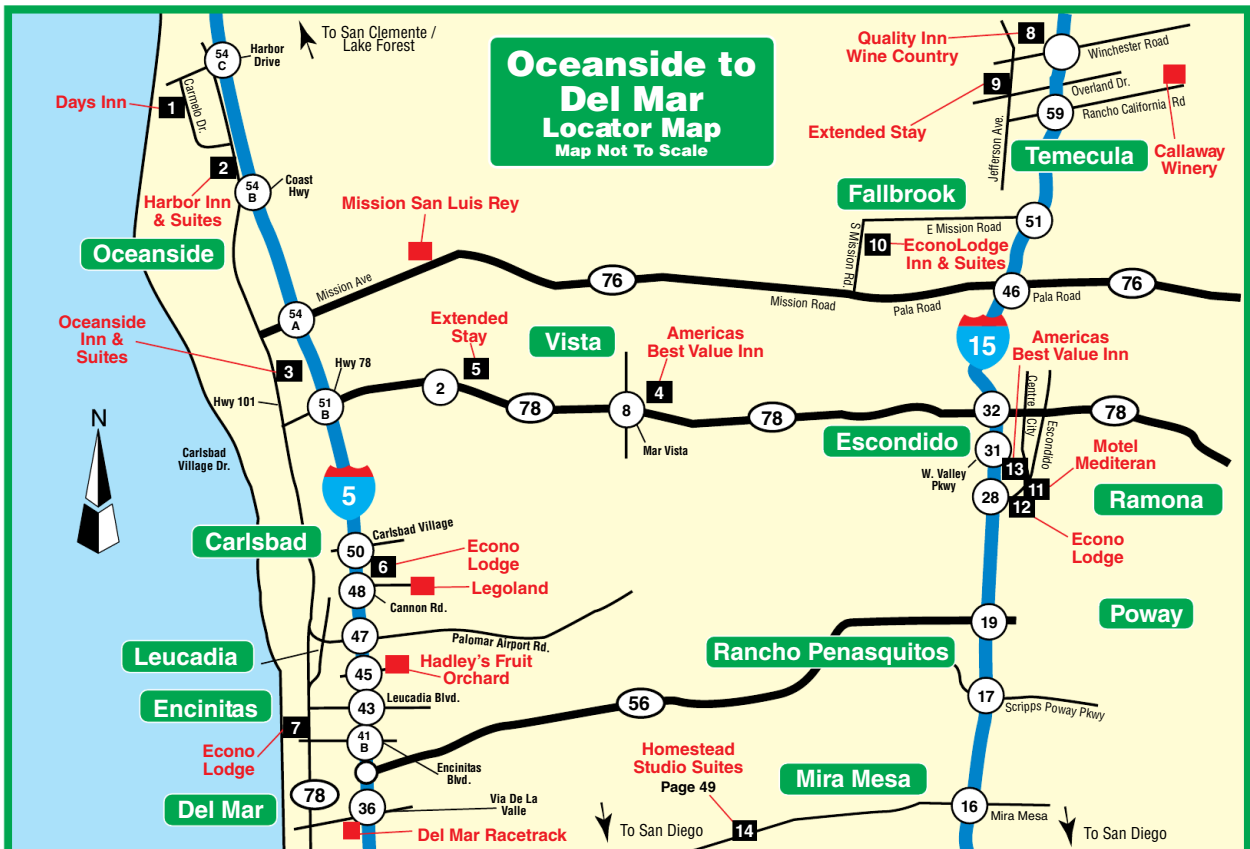 Oceanside to
Del Mar
Locator Map
Map Not To Scale
To San Clemente /
Lake Forest
54
C
Harbor
Drive
Carmelo Dr.
Days Inn
1
2
Harbor Inn
& Suites
54
B
Coast
Hwy
Oceanside
Mission San Luis Rey
Mission Ave
54
A
76
Mission Road
Pala Road
46
Pala Road
76
Quality Inn
Wine Country
8
Winchester Road
9
Overland Dr.
Extended Stay
59
Rancho California Rd
Jefferson Ave.
Temecula
Callaway
Winery
Fallbrook
51
E Mission Road
S Mission Rd.
10
EconoLodge
Inn & Suites
Oceanside
Inn &
Suites
3
Hwy 78
Hwy 101
51
B
Extended
Stay
5
2
78
Vista
Americas
Best Value Inn
4
8
Mar Vista
78
15
Americas
Best Value Inn
32
Centre City
Escondido
78
Escondido
31
W. Valley
Pkwy
13
Motel
Mediteran
11
28
12
Ramona
Econo
Lodge
N
Carlsbad
Village Dr.
5
Carlsbad
Carlsbad Village
50
6
Econo
Lodge
48
Legoland
Cannon Rd.
47
Palomar Airport Rd.
Leucadia
45
Hadley's Fruit
Orchard
Encinitas
43
Leucadia Blvd.
7
41
B
Encinitas
Blvd.
Econo
Lodge
56
Rancho Penasquitos
19
Poway
17
Scripps Poway Pkwy
78
Del Mar
36
Via De La
Valle
Del Mar Racetrack
Homestead
Studio Suites
Page 49
14
To San Diego
Mira Mesa
16
Mira Mesa
To San Diego